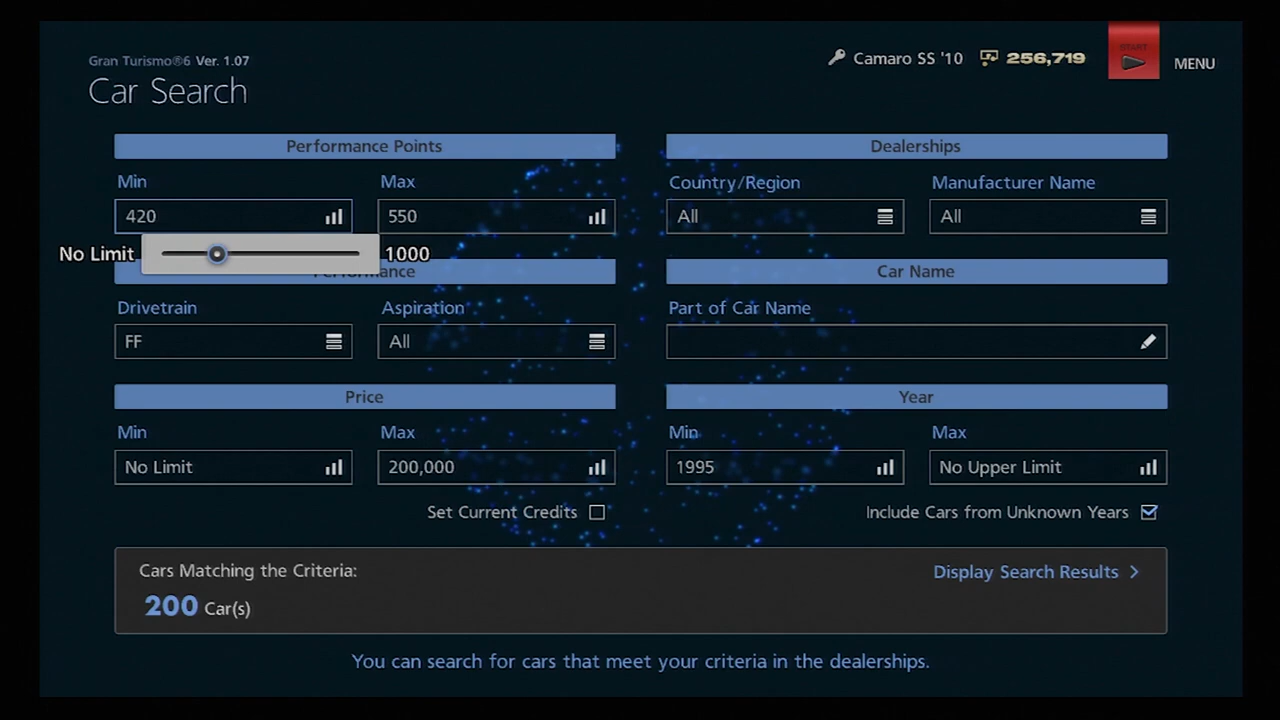 Gran Turismo®6 Ver. 1.07
Car Search
Camaro SS '10
256,719
START
MENU
Performance Points
Min
Max
420
550
No Limit
1000
Performance
Drivetrain
Aspiration
FF
All
Price
Min
Max
No Limit
200,000
Set Current Credits
Dealerships
Country/Region
Manufacturer Name
All
All
Car Name
Part of Car Name
Year
Min
Max
1995
No Upper Limit
Include Cars from Unknown Years
Cars Matching the Criteria:
200 Car(s)
Display Search Results
You can search for cars that meet your criteria in the dealerships.